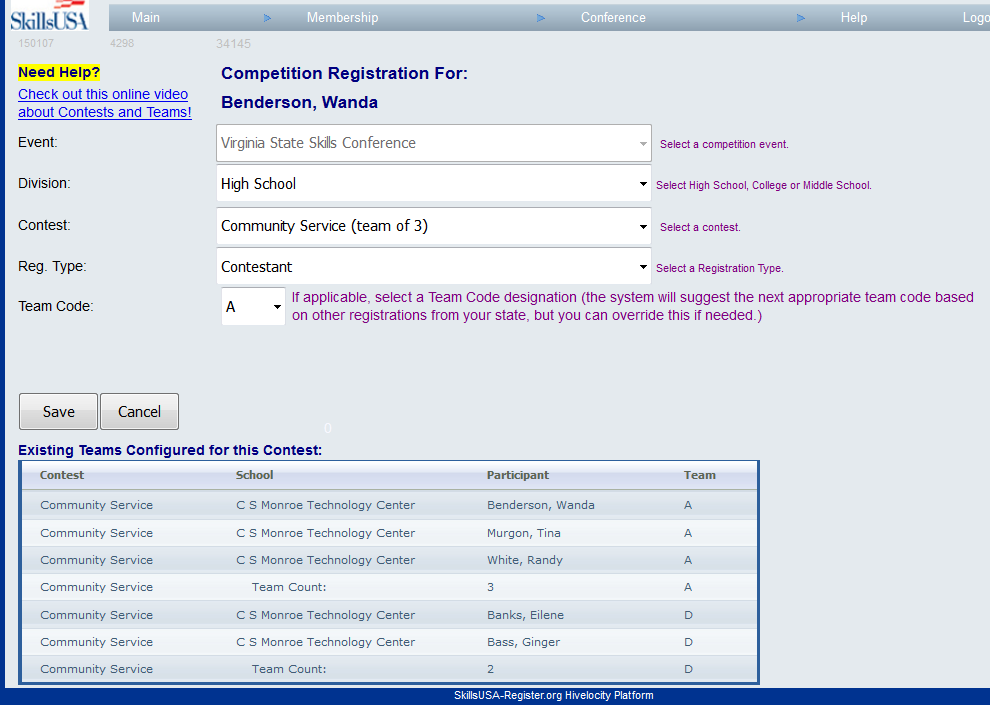 SkillsUSA
Main Membership Conference Help Logo
150107 4298 34145
Need Help?
Check out this online video
about Contests and Teams!
Competition Registration For:
Benderson, Wanda
Event: Virginia State Skills Conference Select a competition event.
Division: High School Select High School, College or Middle School.
Contest: Community Service (team of 3) Select a contest.
Reg. Type: Contestant Select a Registration Type.
Team Code: A If applicable, select a Team Code designation (the system will suggest the next appropriate team code based
on other registrations from your state, but you can override this if needed.)
Save Cancel
0
Existing Teams Configured for this Contest:
Contest School Participant Team
Community Service C S Monroe Technology Center Benderson, Wanda A
Community Service C S Monroe Technology Center Murgon, Tina A
Community Service C S Monroe Technology Center White, Randy A
Community Service Team Count: 3 A
Community Service C S Monroe Technology Center Banks, Eilene D
Community Service C S Monroe Technology Center Bass, Ginger D
Community Service Team Count: 2 D
SkillsUSA-Register.org Hivelocity Platform